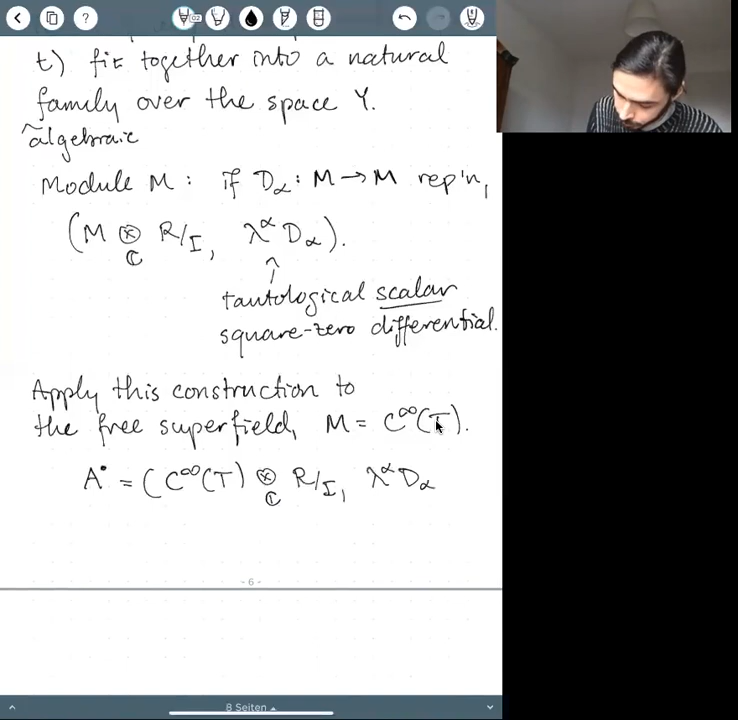 t) fit together into a natural
family over the space Y.
algebraic
Module M : if D_α : M → M rep'n,
(M ⊗_ℂ R/I, λ^α D_α).
tautological scalar
square-zero differential.
Apply this construction to
the free superfield, M = C^∞(T).
A^• = (C^∞(T) ⊗_ℂ R/I, λ^α D_α
- 6 -
8 Seiten